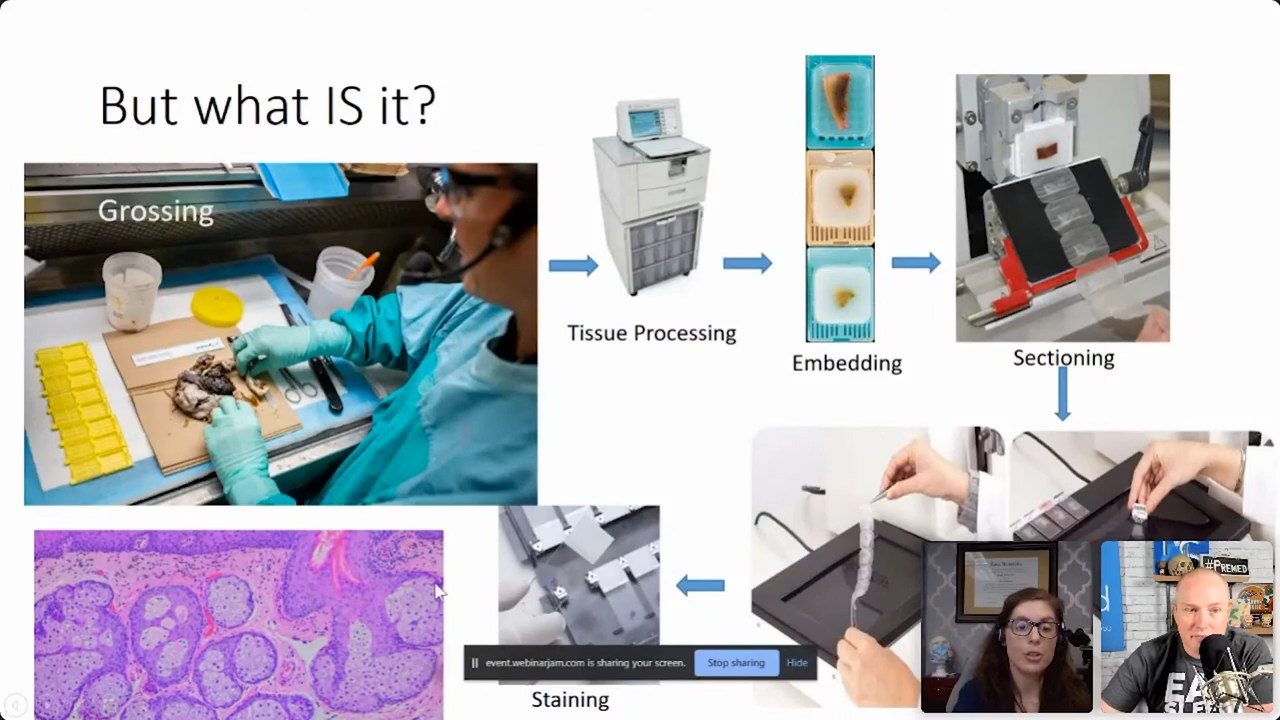 But what IS it?
Grossing
Tissue Processing
Embedding
Sectioning
event.webinarjam.com is sharing your screen.
Stop sharing
Hide
Staining
#PREMED